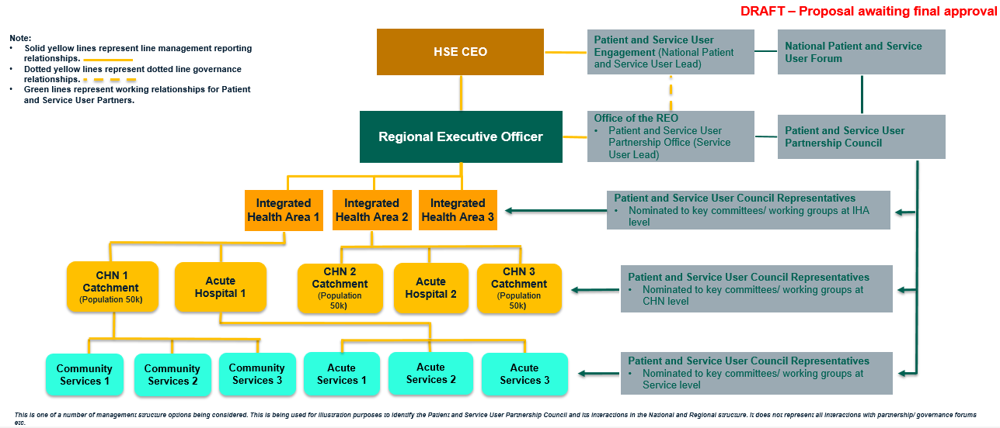 DRAFT – Proposal awaiting final approval
Note:
• Solid yellow lines represent line management reporting
relationships.
• Dotted yellow lines represent dotted line governance
relationships.
• Green lines represent working relationships for Patient
and Service User Partners.
HSE CEO
Patient and Service User
Engagement (National Patient
and Service User Lead)
National Patient and Service
User Forum
Regional Executive Officer
Office of the REO
• Patient and Service User
Partnership Office (Service
User Lead)
Patient and Service User
Partnership Council
Integrated
Health Area 1
Integrated
Health Area 2
Integrated
Health Area 3
Patient and Service User Council Representatives
• Nominated to key committees/ working groups at IHA
level
CHN 1
Catchment
(Population 50k)
Acute
Hospital 1
CHN 2
Catchment
(Population
50k)
Acute
Hospital 2
CHN 3
Catchment
(Population
50k)
Patient and Service User Council Representatives
• Nominated to key committees/ working groups at
CHN level
Community
Services 1
Community
Services 2
Community
Services 3
Acute
Services 1
Acute
Services 2
Acute
Services 3
Patient and Service User Council Representatives
• Nominated to key committees/ working groups at
Service level
This is one of a number of management structure options being considered. This is being used for illustration purposes to identify the Patient and Service User Partnership Council and its interactions in the National and Regional structure. It does not represent all interactions with partnership/ governance forums
etc.